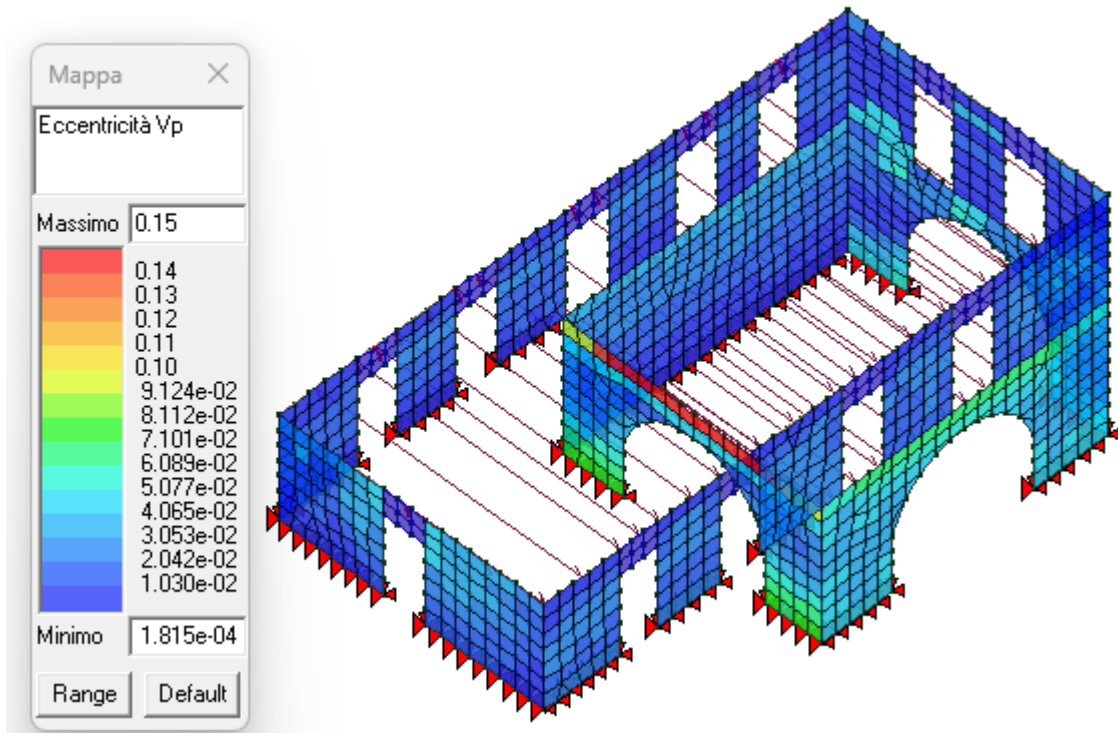 Mappa
Eccentricità Vp
Massimo 0.15
0.14
0.13
0.12
0.11
0.10
9.124e-02
8.112e-02
7.101e-02
6.089e-02
5.077e-02
4.065e-02
3.053e-02
2.042e-02
1.030e-02
Minimo 1.815e-04
Range Default